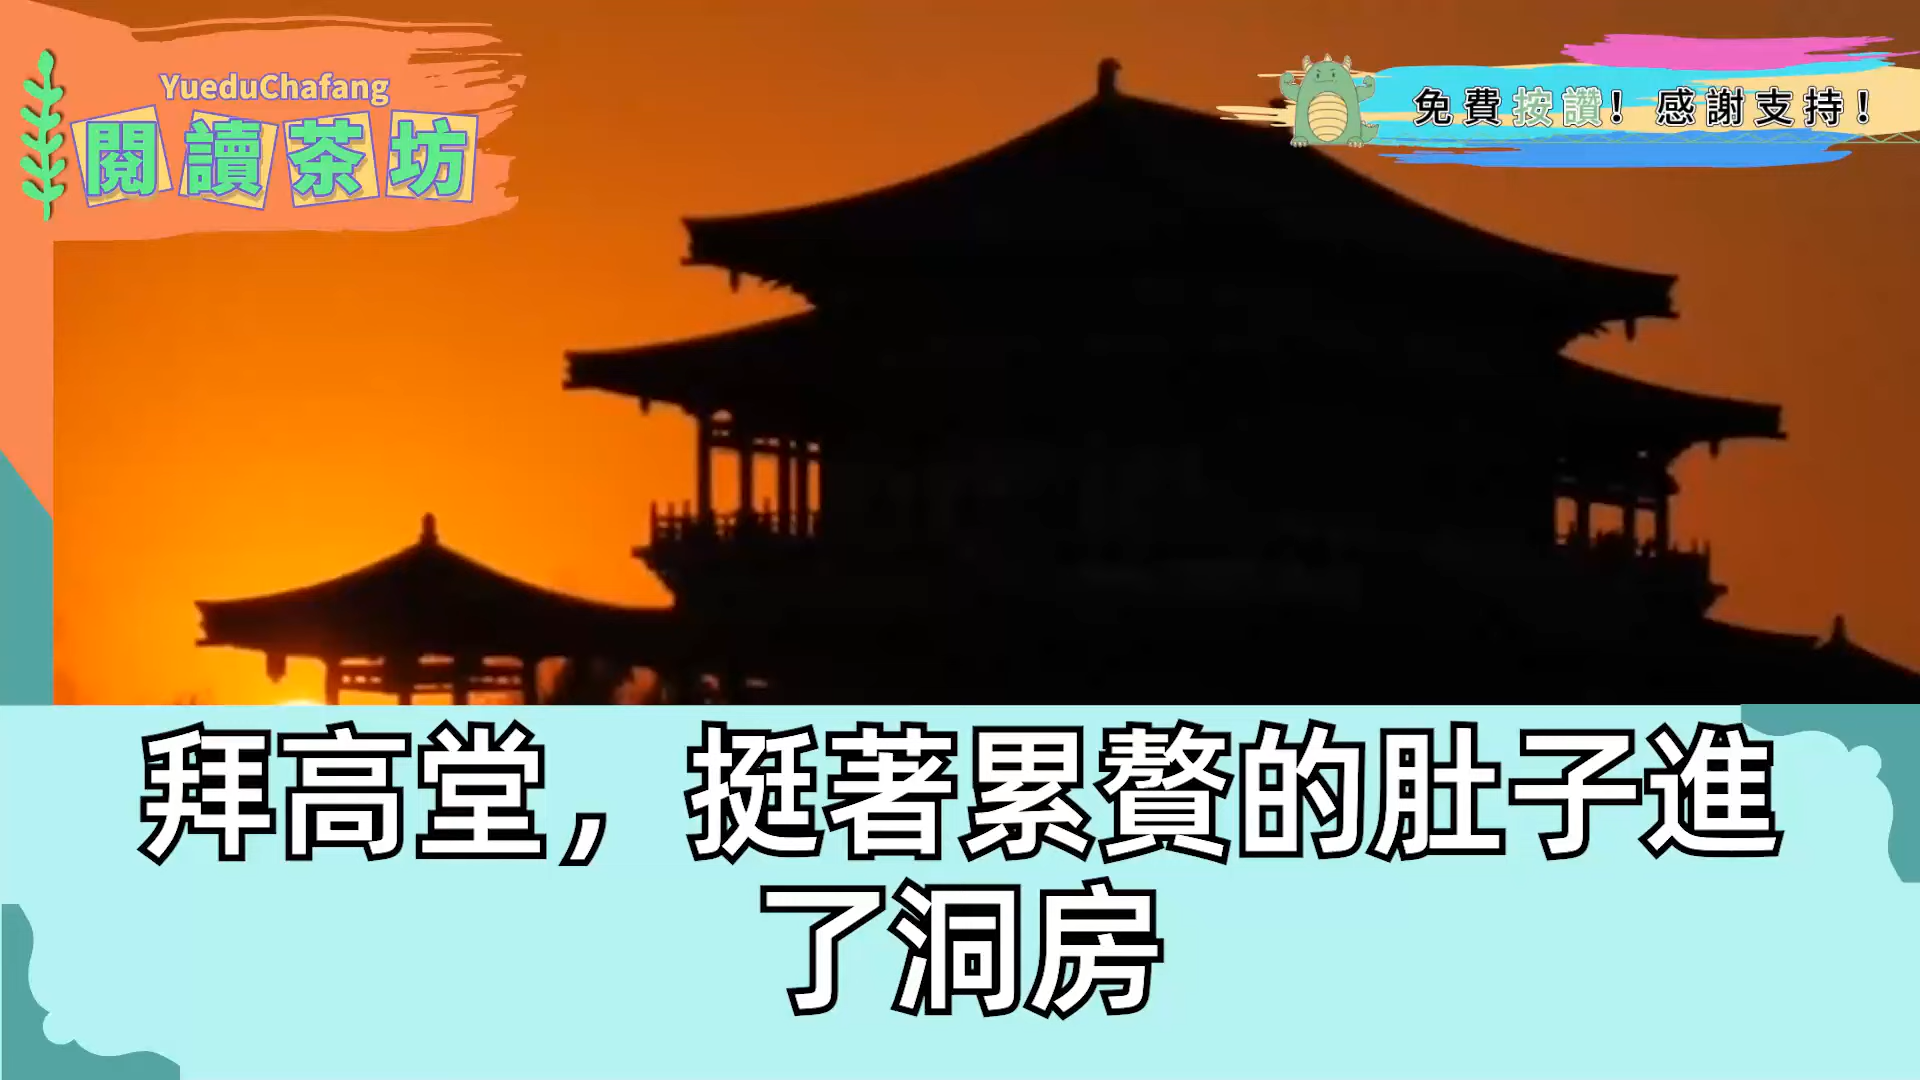 YueduChafang
閱讀茶坊
免費按讚！感謝支持！
拜高堂，挺著累贅的肚子進
了洞房